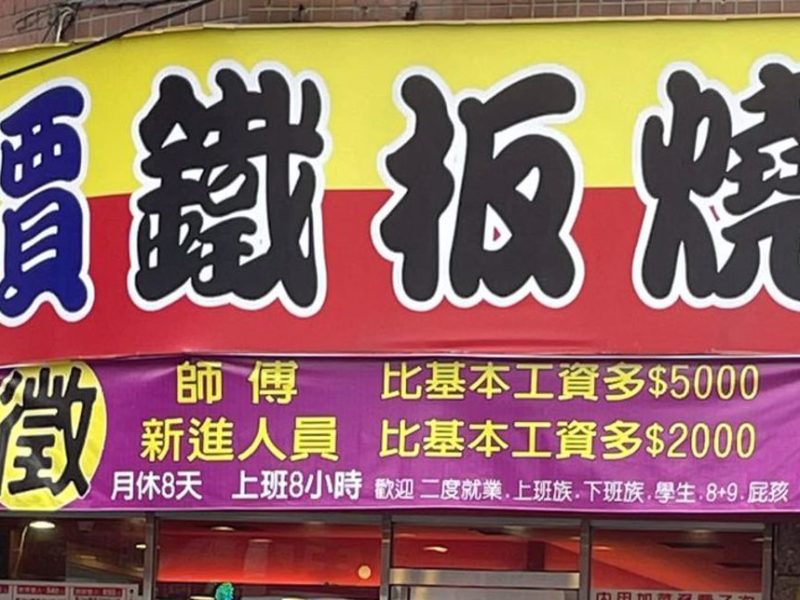 價鐵板燒
徵
師傅 比基本工資多$5000
新進人員 比基本工資多$2000
月休8天 上班8小時 歡迎 二度就業.上班族.下班族.學生.8+9.屁孩